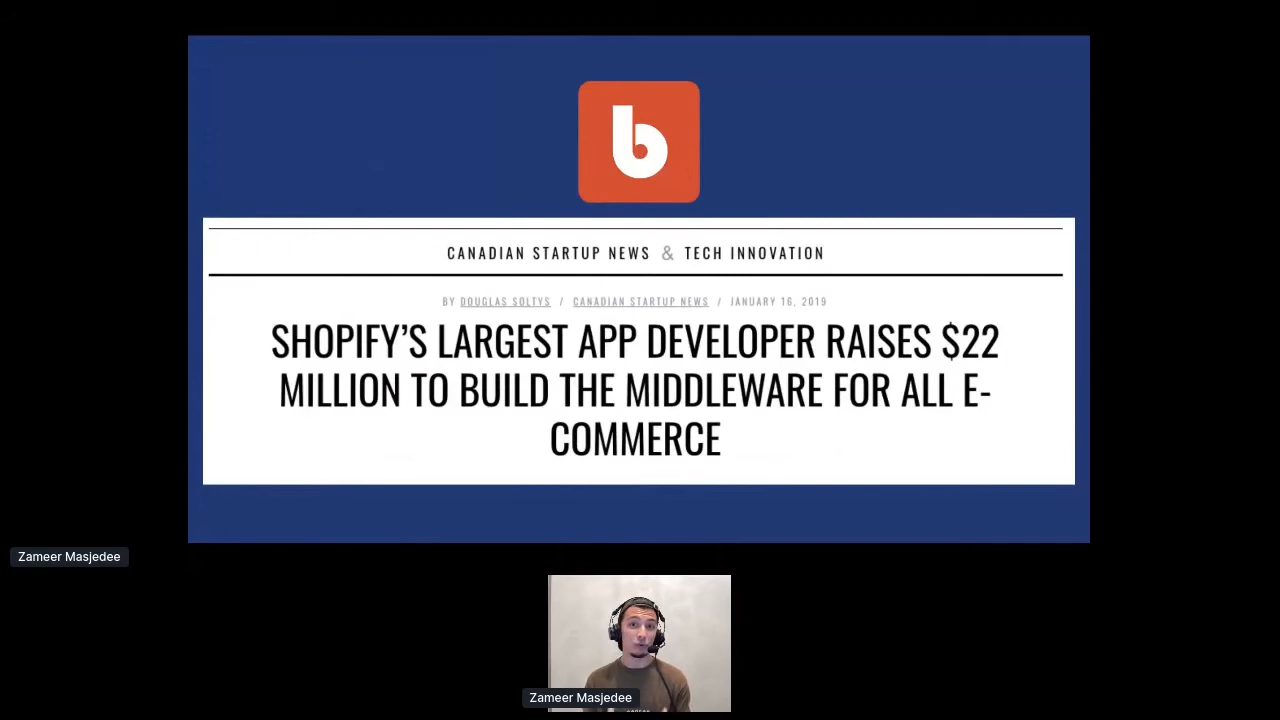 b
CANADIAN STARTUP NEWS & TECH INNOVATION
BY DOUGLAS SOLTYS / CANADIAN STARTUP NEWS / JANUARY 16, 2019
SHOPIFY'S LARGEST APP DEVELOPER RAISES $22
MILLION TO BUILD THE MIDDLEWARE FOR ALL E-
COMMERCE
Zameer Masjedee
Zameer Masjedee